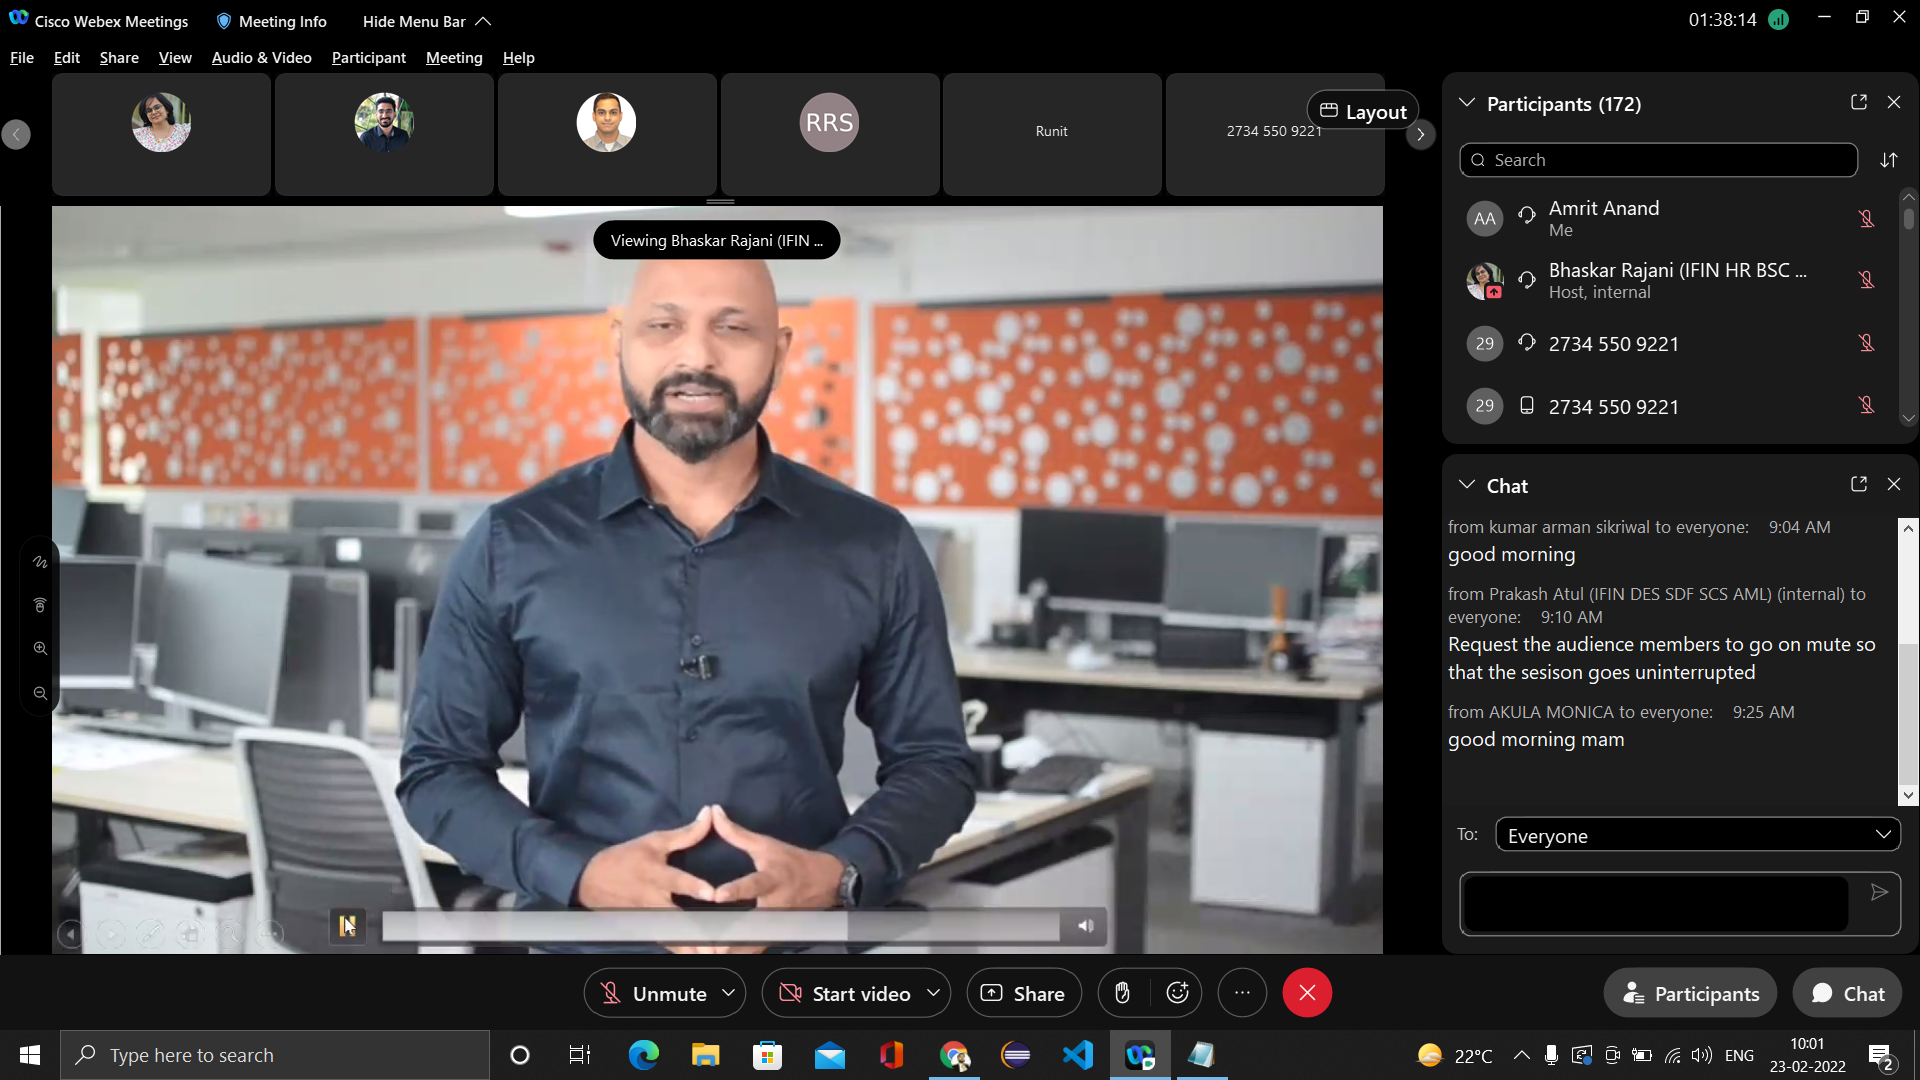 Cisco Webex Meetings
Meeting Info
Hide Menu Bar
01:38:14
File Edit Share View Audio & Video Participant Meeting Help
RRS
Runit
2734 550 9221
Layout
Viewing Bhaskar Rajani (IFIN ...
Participants (172)
Search
AA
Amrit Anand
Me
Bhaskar Rajani (IFIN HR BSC ...
Host, internal
29
2734 550 9221
29
2734 550 9221
Chat
from kumar arman sikriwal to everyone: 9:04 AM
good morning
from Prakash Atul (IFIN DES SDF SCS AML) (internal) to
everyone: 9:10 AM
Request the audience members to go on mute so
that the sesison goes uninterrupted
from AKULA MONICA to everyone: 9:25 AM
good morning mam
To:
Everyone
Unmute
Start video
Share
Participants
Chat
Type here to search
22°C
ENG
10:01
23-02-2022
2